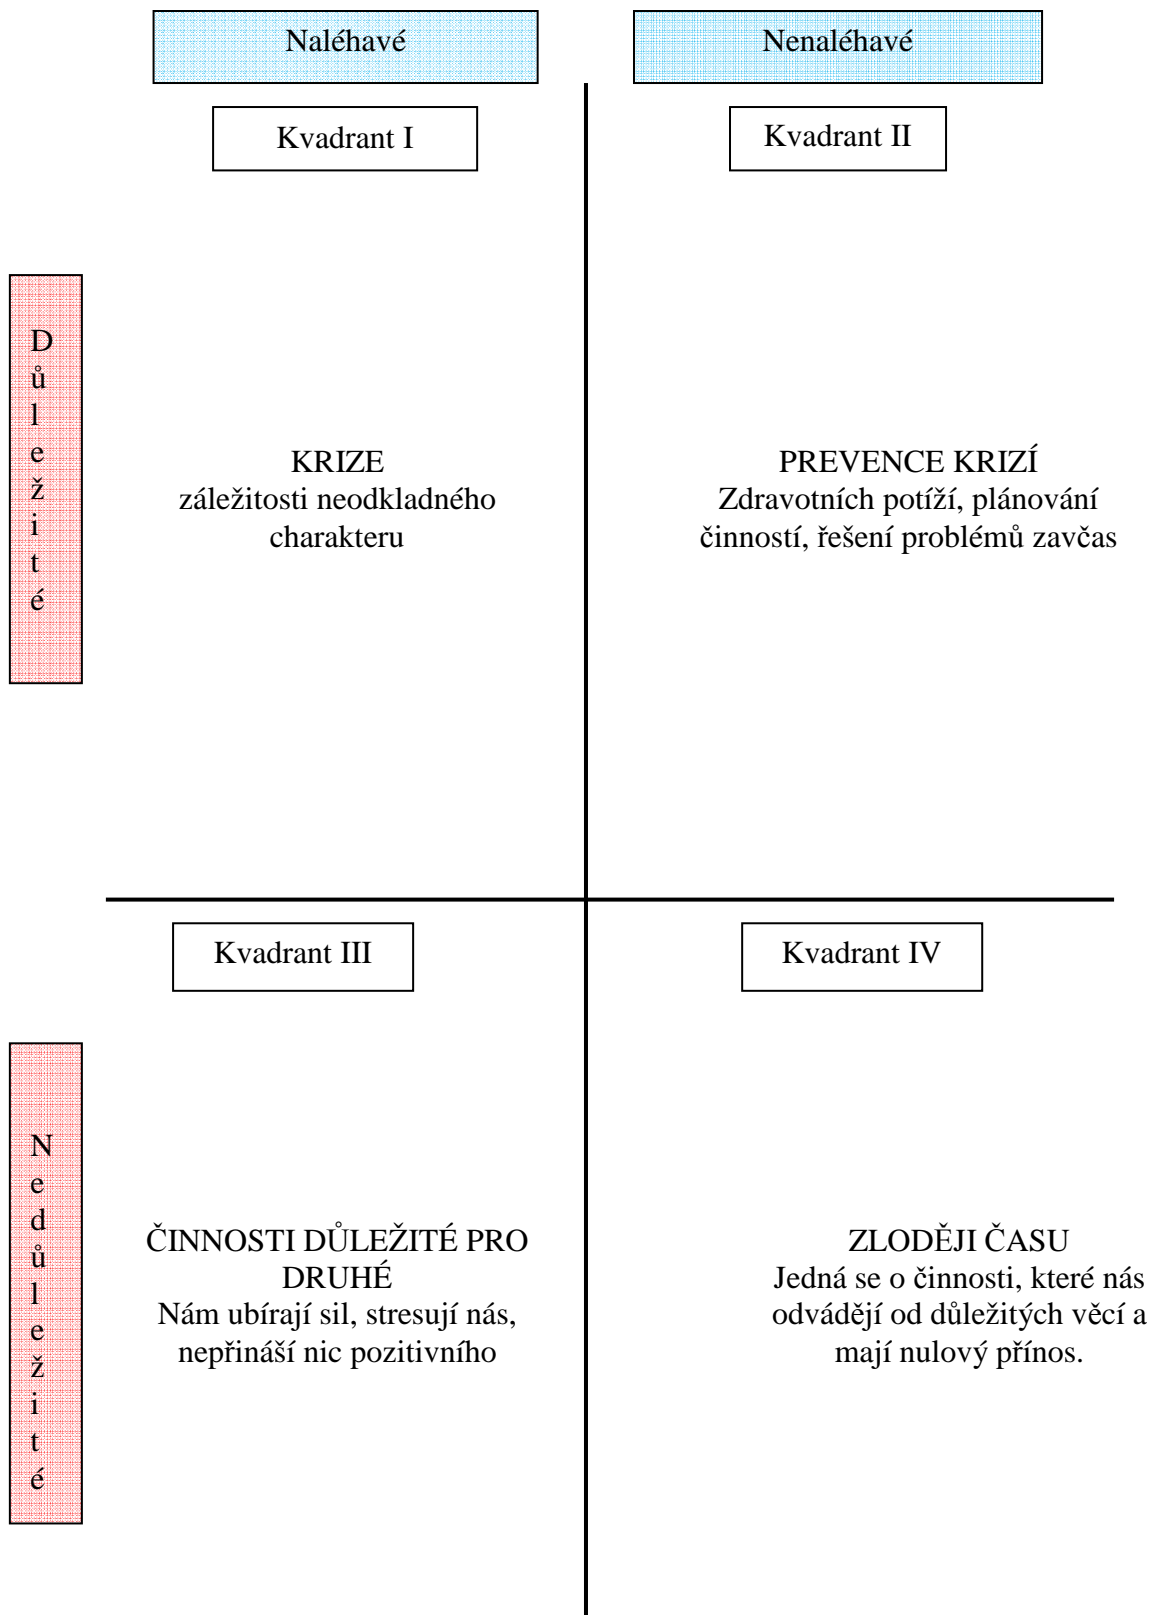 Naléhavé
Nenaléhavé
Kvadrant I
Kvadrant II
Důležité
KRIZE
záležitosti neodkladného
charakteru
PREVENCE KRIZÍ
Zdravotních potíží, plánování
činností, řešení problémů zavčas
Kvadrant III
Kvadrant IV
Nedůležité
ČINNOSTI DŮLEŽITÉ PRO
DRUHÉ
Nám ubírají sil, stresují nás,
nepřináší nic pozitivního
ZLODĚJI ČASU
Jedná se o činnosti, které nás
odvádějí od důležitých věcí a
mají nulový přínos.